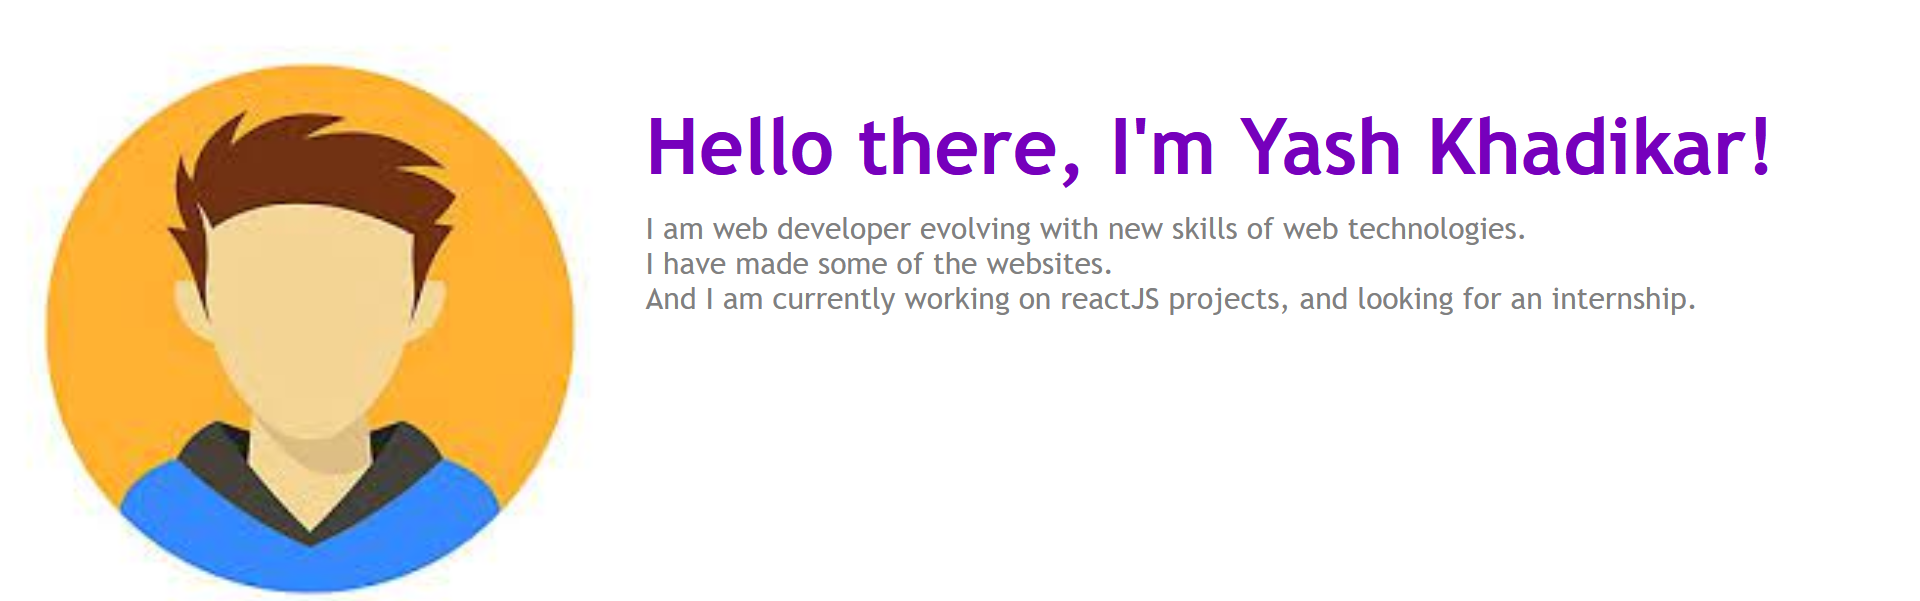 Hello there, I'm Yash Khadikar!
I am web developer evolving with new skills of web technologies.
I have made some of the websites.
And I am currently working on reactJS projects, and looking for an internship.